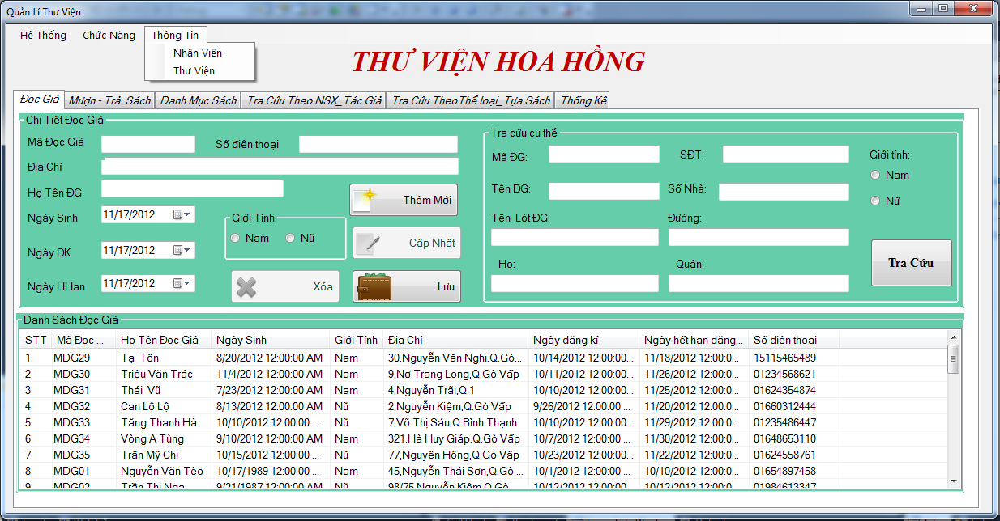 Quản Lí Thư Viện
Hệ Thống Chức Năng Thông Tin
Nhân Viên
Thư Viện
THƯ VIỆN HOA HỒNG
Đọc Giả Mượn - Trả Sách Danh Mục Sách Tra Cứu Theo NSX_Tác Giả Tra Cứu TheoThể loại_Tựa Sách Thống Kê
Chi Tiết Đọc Giả
Mã Đọc Giả Số điên thoại
Địa Chỉ
Họ Tên ĐG
Ngày Sinh 11/17/2012
Ngày ĐK 11/17/2012
Ngày HHan 11/17/2012
Giới Tính
Nam Nữ
Thêm Mới
Cập Nhật
Xóa Lưu
Tra cứu cụ thể
Mã ĐG: SĐT: Giới tính:
Nam
Tên ĐG: Số Nhà: Nữ
Tên Lót ĐG: Đường:
Họ: Quận:
Tra Cứu
Danh Sách Đọc Giả
STT Mã Đọc ... Họ Tên Đọc Giả Ngày Sinh Giới Tính Địa Chỉ Ngày đăng kí Ngày hết hạn đăng... Số điên thoại
1 MDG29 Tạ Tốn 8/20/2012 12:00:00 AM Nam 30,Nguyễn Văn Nghi,Q.Gò... 10/14/2012 12:00:00... 11/18/2012 12:00:0... 15115465489
2 MDG30 Triệu Văn Trác 11/4/2012 12:00:00 AM Nam 9,Nơ Trang Long,Q.Gò Vấp 10/11/2012 12:00:00... 11/26/2012 12:00:0... 01234568621
3 MDG31 Thái Vũ 7/23/2012 12:00:00 AM Nam 4,Nguyễn Trãi,Q.1 10/10/2012 12:00:00... 11/25/2012 12:00:0... 01624354874
4 MDG32 Can Lộ Lộ 8/13/2012 12:00:00 AM Nữ 2,Nguyễn Kiệm,Q.Gò Vấp 9/26/2012 12:00:00 ... 11/20/2012 12:00:0... 01660312444
5 MDG33 Tăng Thanh Hà 10/10/2012 12:00:00 ... Nữ 7,Võ Thị Sáu,Q.Bình Thạnh 10/10/2012 12:00:00... 11/29/2012 12:00:0... 01235486447
6 MDG34 Vòng A Tùng 9/10/2012 12:00:00 AM Nam 321,Hà Huy Giáp,Q.Gò Vấp 10/7/2012 12:00:00 ... 11/30/2012 12:00:0... 01648653110
7 MDG35 Trần Mỹ Chi 10/15/2012 12:00:00 ... Nữ 77,Nguyên Hồng,Q.Gò Vấp 10/23/2012 12:00:00... 11/22/2012 12:00:0... 01624558761
8 MDG01 Nguyễn Văn Tèo 10/17/1989 12:00:00 ... Nam 45,Nguyễn Thái Sơn,Q.Gò ... 10/1/2012 12:00:00 ... 10/10/2012 12:00:0... 01654897458
9 MDG02 Trần Thị Nga 9/21/1987 12:00:00 AM Nữ 98/75,Nguyễn Kiệm,Q.Gò ... 10/12/2012 12:00:00... 10/12/2012 12:00:0... 01984613347